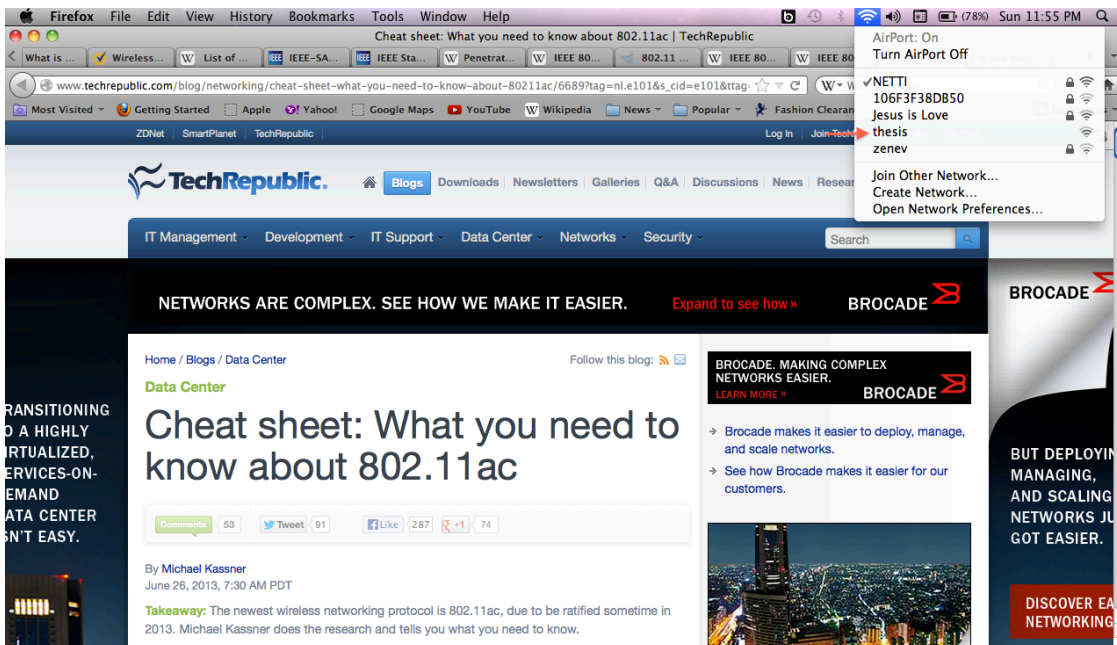 Firefox File Edit View History Bookmarks Tools Window Help (78%) Sun 11:55 PM
Cheat sheet: What you need to know about 802.11ac | TechRepublic
What is ... Wireless... List of ... IEEE-SA... IEEE Sta... Penetrat... IEEE 80... 802.11 ... IEEE 80... IEEE 80
www.techrepublic.com/blog/networking/cheat-sheet-what-you-need-to-know-about-80211ac/6689?tag=nl.e101&s_cid=e101&ttag:
Most Visited Getting Started Apple Yahoo! Google Maps YouTube Wikipedia News Popular Fashion Clearan
AirPort: On
Turn AirPort Off
NETTI
106F3F38DB50
Jesus is Love
thesis
zenev
Join Other Network...
Create Network...
Open Network Preferences...
ZDNet SmartPlanet TechRepublic Log In Join
TechRepublic. Blogs Downloads Newsletters Galleries Q&A Discussions News Resear
IT Management Development IT Support Data Center Networks Security Search
NETWORKS ARE COMPLEX. SEE HOW WE MAKE IT EASIER. Expand to see how » BROCADE
BROCADE
Home / Blogs / Data Center Follow this blog:
Data Center
Cheat sheet: What you need to
know about 802.11ac
Comments 53 Tweet 91 Like 287 +1 74
By Michael Kassner
June 26, 2013, 7:30 AM PDT
Takeaway: The newest wireless networking protocol is 802.11ac, due to be ratified sometime in
2013. Michael Kassner does the research and tells you what you need to know.
BROCADE. MAKING COMPLEX
NETWORKS EASIER.
LEARN MORE » BROCADE
Brocade makes it easier to deploy, manage,
and scale networks.
See how Brocade makes it easier for our
customers.
RANSITIONING
O A HIGHLY
IRTUALIZED,
ERVICES-ON-
EMAND
ATA CENTER
SN'T EASY.
BUT DEPLOYIN
MANAGING,
AND SCALING
NETWORKS JU
GOT EASIER.
DISCOVER EA
NETWORKING